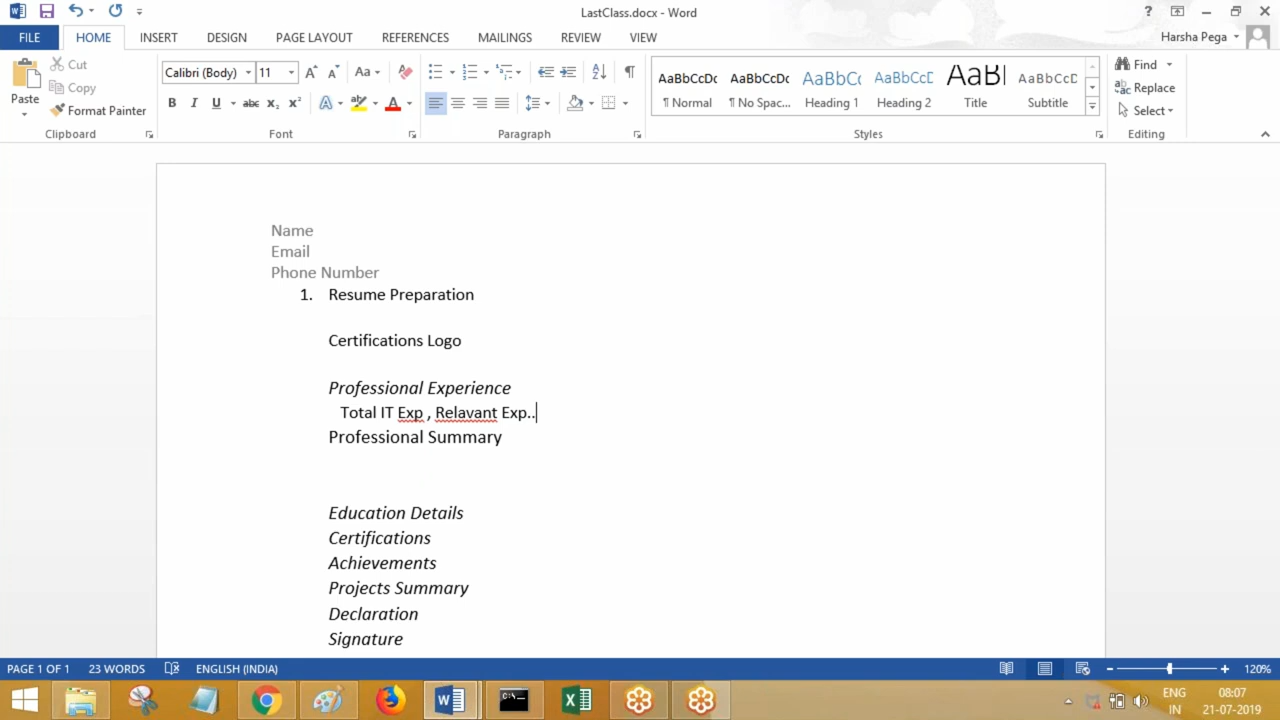 LastClass.docx - Word
?
FILE HOME INSERT DESIGN PAGE LAYOUT REFERENCES MAILINGS REVIEW VIEW Harsha Pega
Paste
Cut
Copy
Format Painter
Clipboard
Calibri (Body) 11 Aa
B I U abc X₂ X² A A
Font
Paragraph
AaBbCcDc AaBbCcDc AaBbCc AaBbCcD AaB AaBbCcD
¶ Normal ¶ No Spac... Heading 1 Heading 2 Title Subtitle
Styles
Find
Replace
Select
Editing
Name
Email
Phone Number
1. Resume Preparation
Certifications Logo
Professional Experience
Total IT Exp , Relavant Exp..
Professional Summary
Education Details
Certifications
Achievements
Projects Summary
Declaration
Signature
PAGE 1 OF 1 23 WORDS ENGLISH (INDIA) 120%
ENG 08:07
IN 21-07-2019